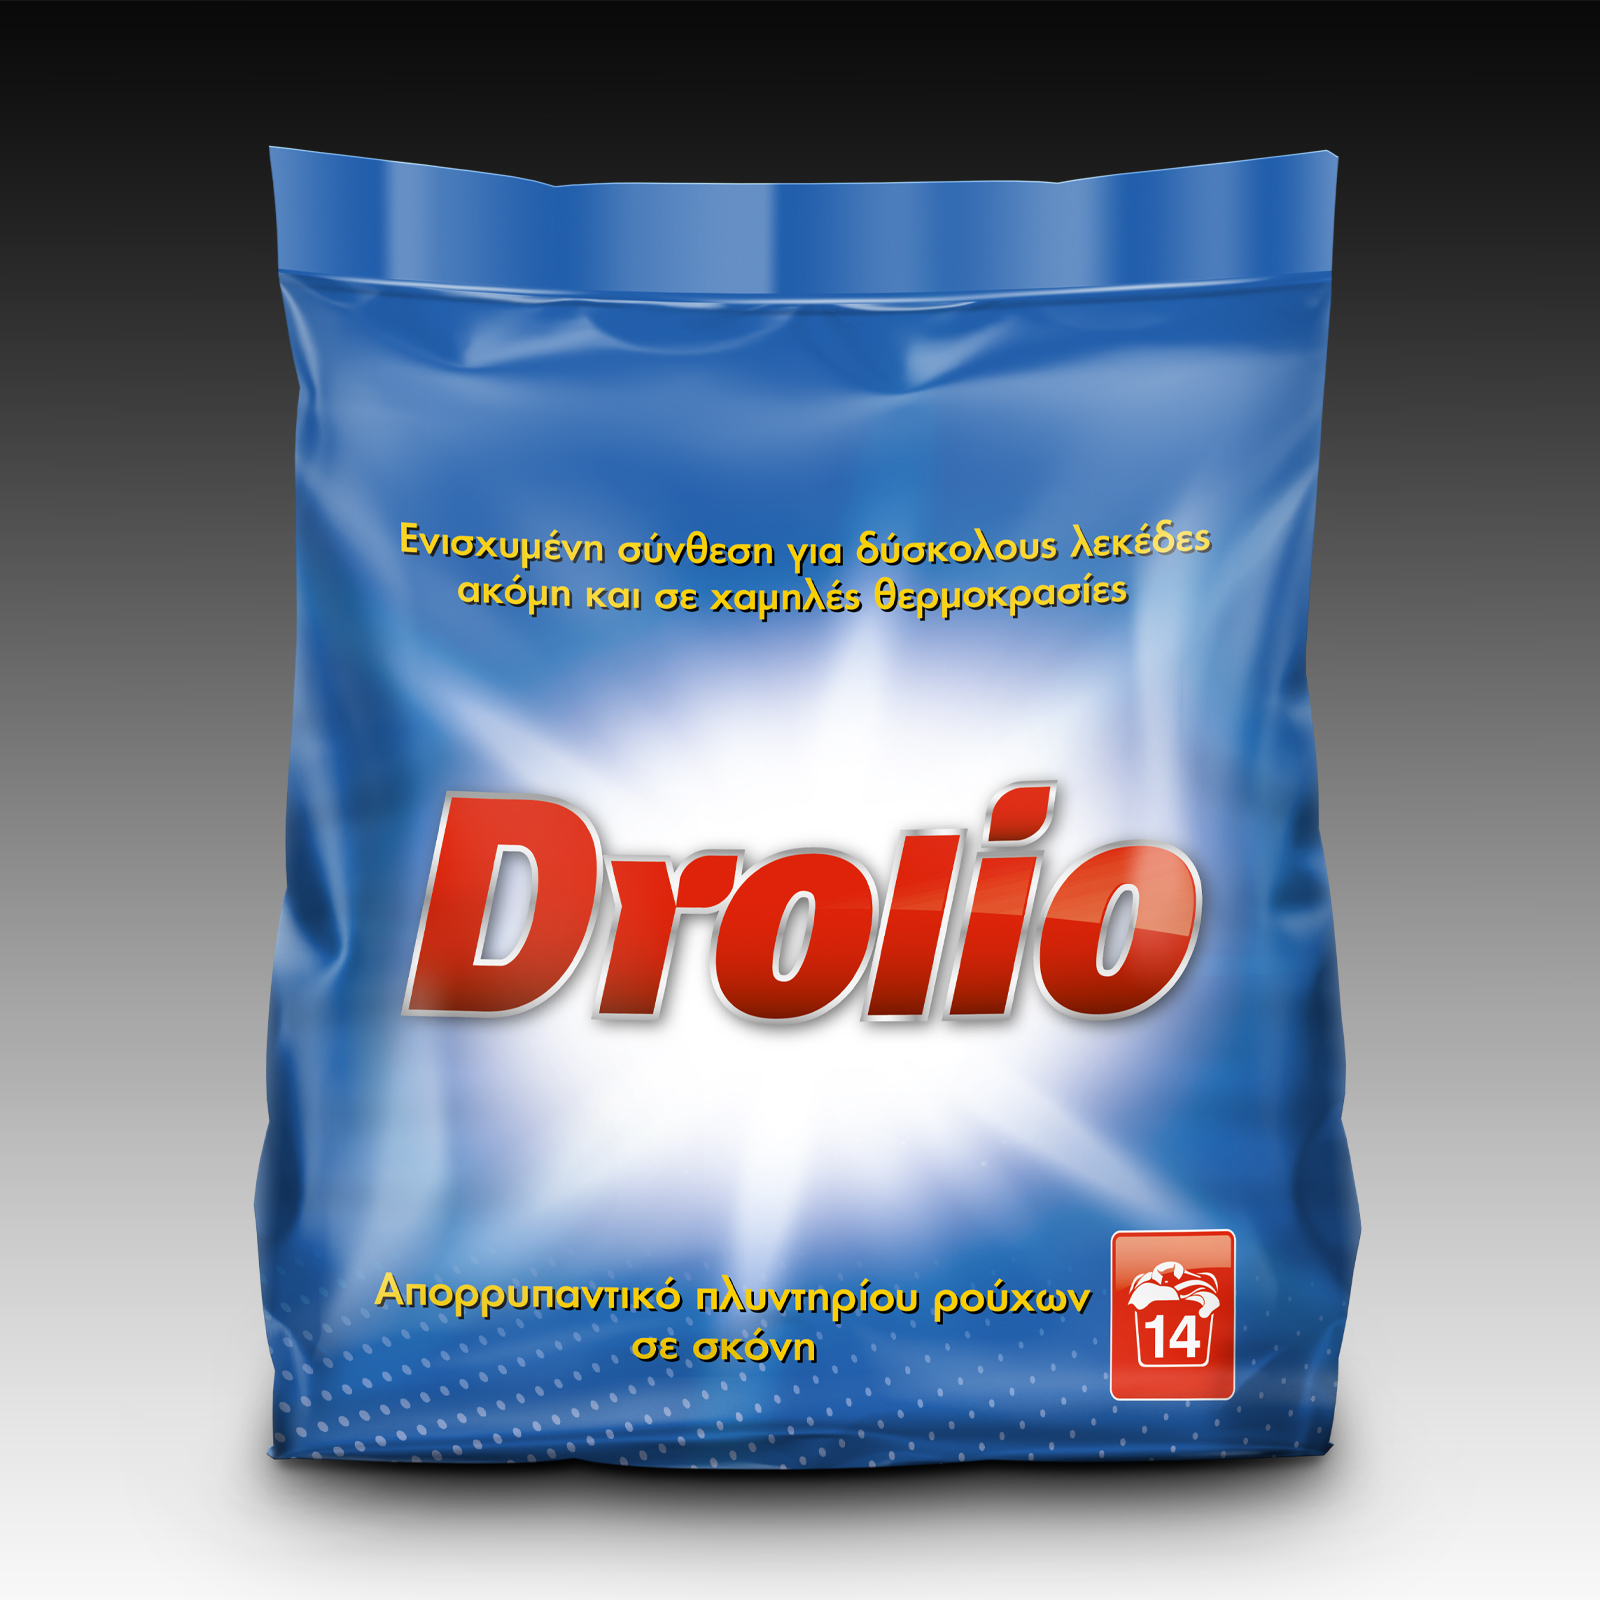 Ενισχυμένη σύνθεση για δύσκολους λεκέδες
ακόμη και σε χαμηλές θερμοκρασίες
Drolio
Απορρυπαντικό πλυντηρίου ρούχων
σε σκόνη
14